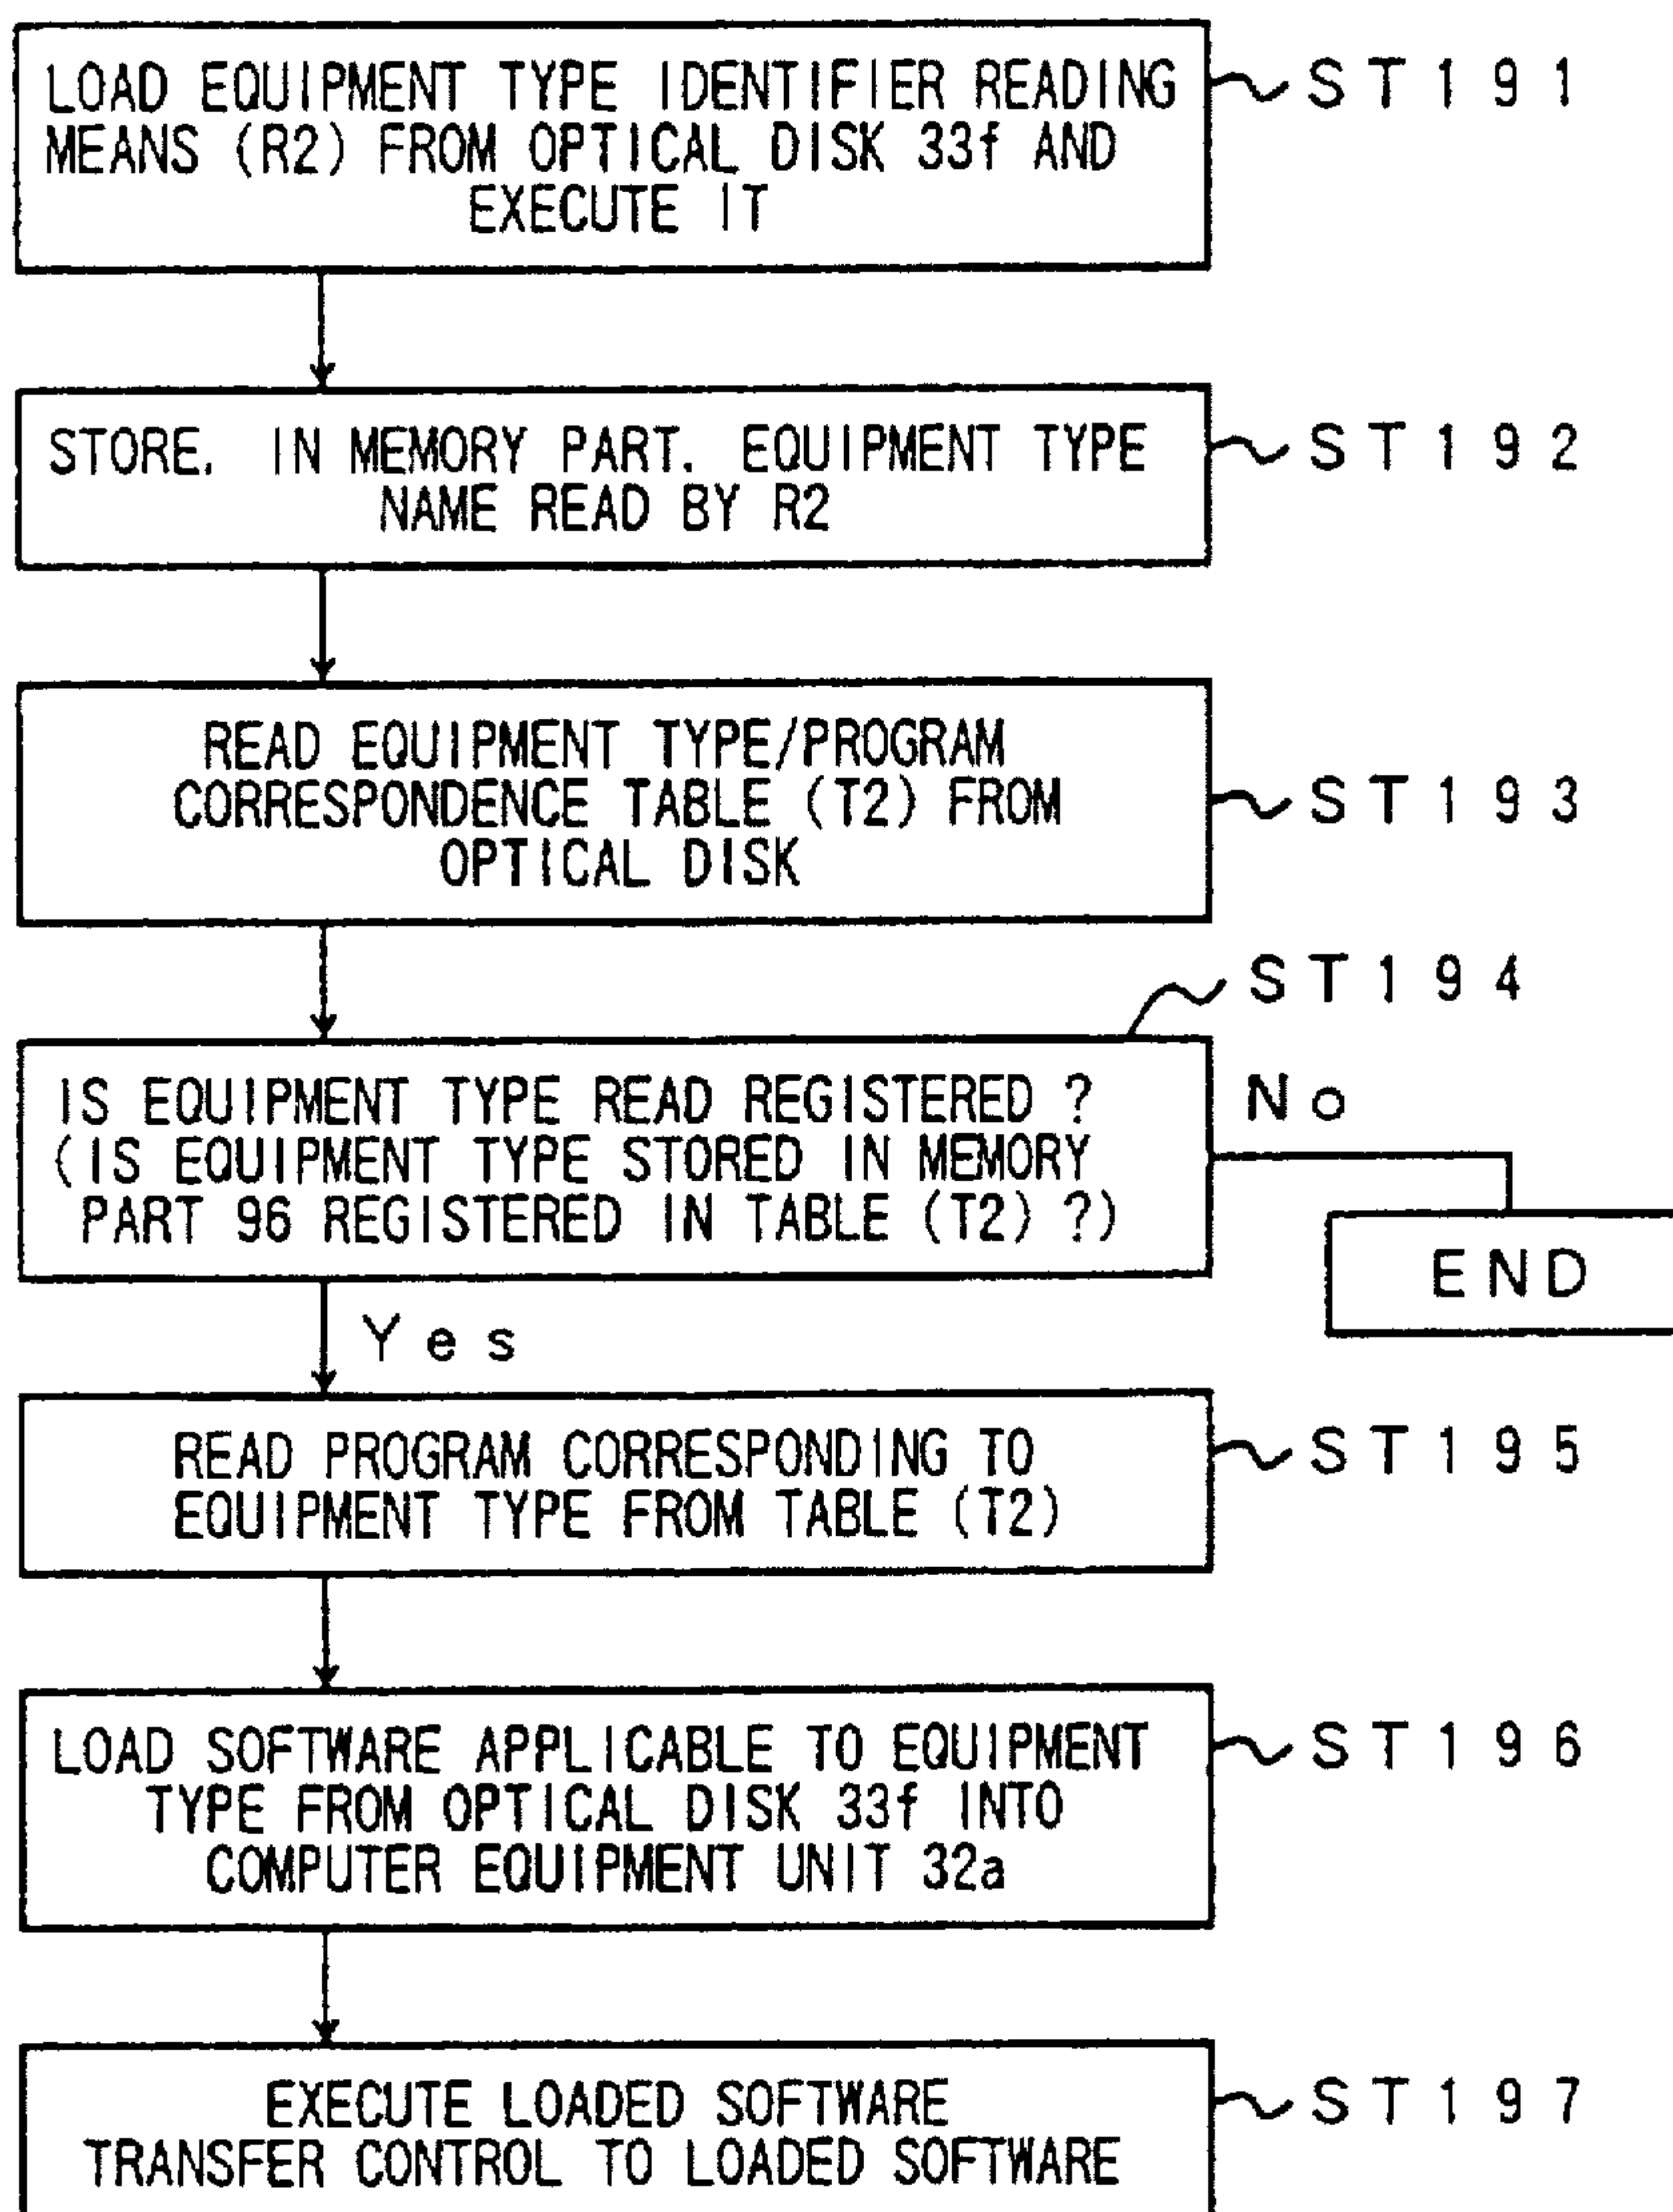 LOAD EQUIPMENT TYPE IDENTIFIER READING
MEANS (R2) FROM OPTICAL DISK 33f AND
EXECUTE IT
ST191
STORE. IN MEMORY PART. EQUIPMENT TYPE
NAME READ BY R2
ST192
READ EQUIPMENT TYPE/PROGRAM
CORRESPONDENCE TABLE (T2) FROM
OPTICAL DISK
ST193
ST194
IS EQUIPMENT TYPE READ REGISTERED ?
(IS EQUIPMENT TYPE STORED IN MEMORY
PART 96 REGISTERED IN TABLE (T2) ?)
No
END
Yes
READ PROGRAM CORRESPONDING TO
EQUIPMENT TYPE FROM TABLE (T2)
ST195
LOAD SOFTWARE APPLICABLE TO EQUIPMENT
TYPE FROM OPTICAL DISK 33f INTO
COMPUTER EQUIPMENT UNIT 32a
ST196
EXECUTE LOADED SOFTWARE
TRANSFER CONTROL TO LOADED SOFTWARE
ST197